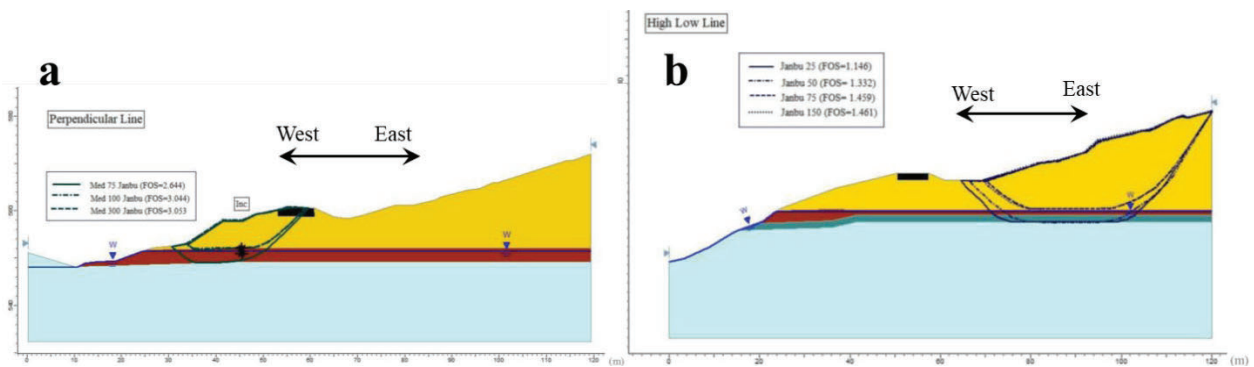 a
Perpendicular Line
West
East
Med 75 Janbu (FOS=2.644)
Med 100 Janbu (FOS=3.044)
Med 300 Janbu (FOS=3.053
Inc
W
W
0
10
20
30
40
50
60
70
80
90
100
110
120
(m)
High Low Line
b
Janbu 25 (FOS=1.146)
Janbu 50 (FOS=1.332)
Janbu 75 (FOS= 1.459)
Janbu 150 (FOS=1.461)
West
East
W
W
0
20
40
60
80
100
120
(m)